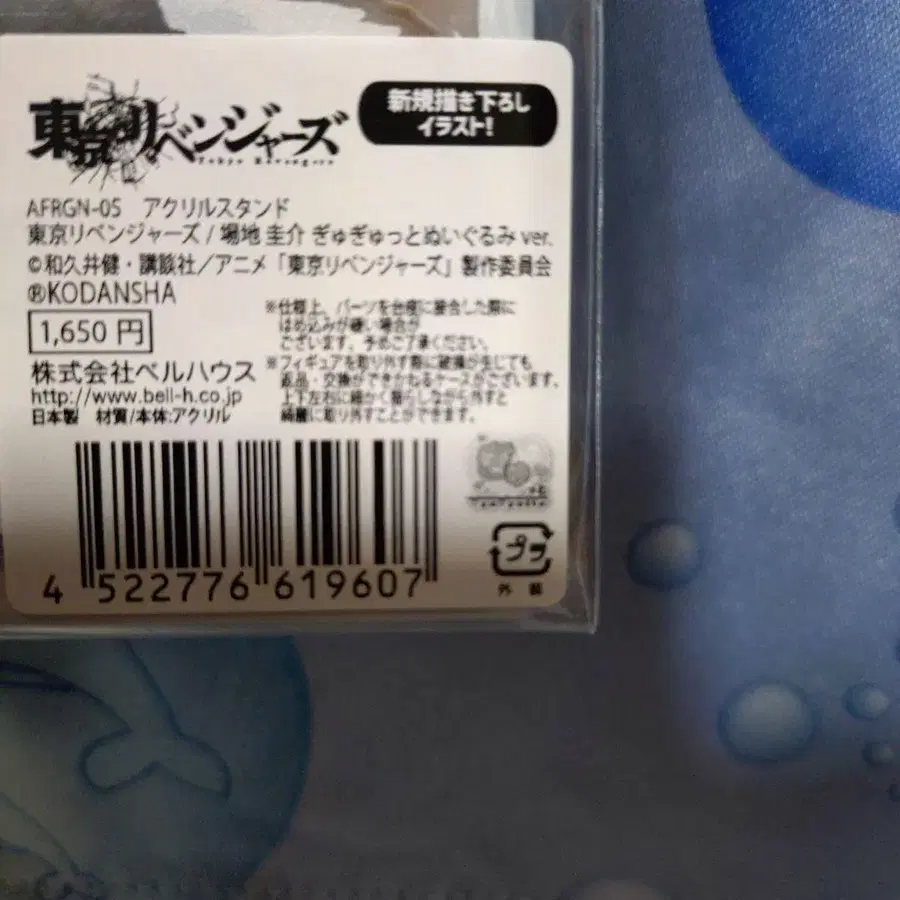 東京リベンジャーズ
Tokyo Revengers
新規描き下ろし
イラスト!
AFRGN-05 アクリルスタンド
東京リベンジャーズ / 場地 圭介 ぎゅぎゅっとぬいぐるみ ver.
©和久井健・講談社／アニメ「東京リベンジャーズ」製作委員会
®KODANSHA
1,650 円
株式会社ベルハウス
http://www.bell-h.co.jp
日本製 材質/本体:アクリル
※仕様上、パーツを台座に接合した際に
はめ込みが硬い場合が
ございます。予めご了承ください。
※フィギュアを取り外す際に破損が生じても
返品・交換ができかねるケースがございます。
上下左右に細かく揺らしながら外すと
綺麗に取り外すことができます。
4 522776 619607
プラ
外装